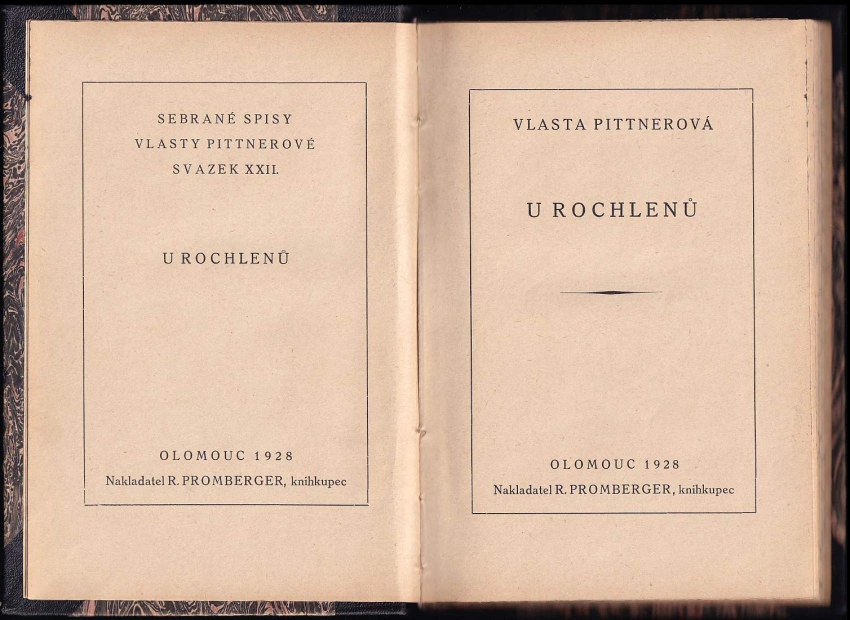 SEBRANÉ SPISY
VLASTY PITTNEROVÉ
SVAZEK XXII.
U ROCHLENŮ
OLOMOUC 1928
Nakladatel R. PROMBERGER, knihkupec
VLASTA PITTNEROVÁ
U ROCHLENŮ
OLOMOUC 1928
Nakladatel R. PROMBERGER, knihkupec